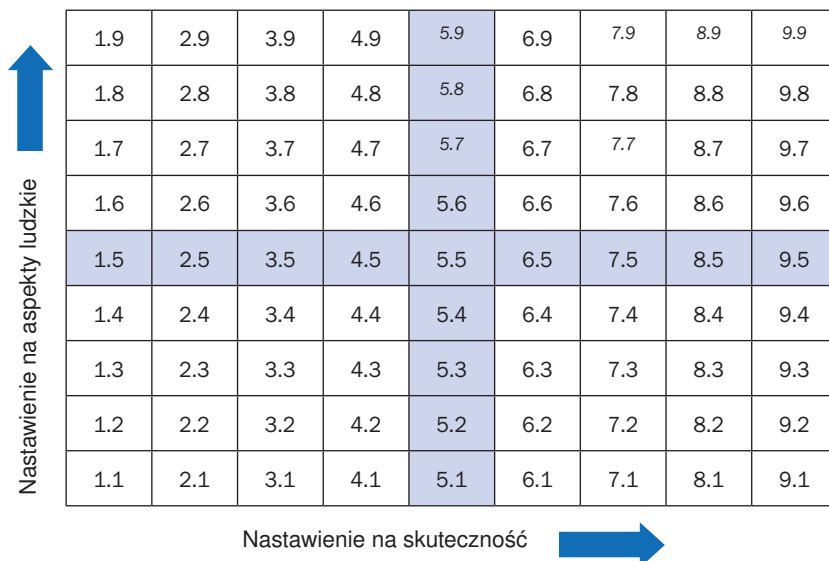 1.9 2.9 3.9 4.9 5.9 6.9 7.9 8.9 9.9
1.8 2.8 3.8 4.8 5.8 6.8 7.8 8.8 9.8
1.7 2.7 3.7 4.7 5.7 6.7 7.7 8.7 9.7
1.6 2.6 3.6 4.6 5.6 6.6 7.6 8.6 9.6
1.5 2.5 3.5 4.5 5.5 6.5 7.5 8.5 9.5
1.4 2.4 3.4 4.4 5.4 6.4 7.4 8.4 9.4
1.3 2.3 3.3 4.3 5.3 6.3 7.3 8.3 9.3
1.2 2.2 3.2 4.2 5.2 6.2 7.2 8.2 9.2
1.1 2.1 3.1 4.1 5.1 6.1 7.1 8.1 9.1
Nastawienie na aspekty ludzkie
Nastawienie na skuteczność